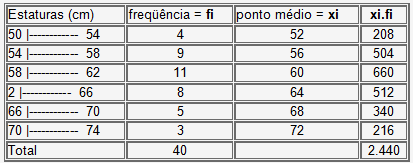 Estaturas (cm) freqüência = fi ponto médio = xi xi.fi
50 |------------ 54 4 52 208
54 |------------ 58 9 56 504
58 |------------ 62 11 60 660
2 |------------ 66 8 64 512
66 |------------ 70 5 68 340
70 |------------ 74 3 72 216
Total 40 2.440